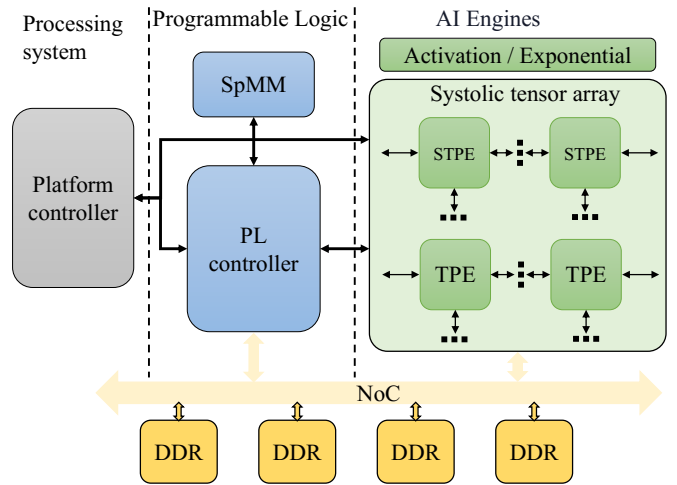 Processing
system
Programmable Logic
AI Engines
Activation / Exponential
SpMM
Systolic tensor array
STPE
STPE
Platform
controller
PL
controller
TPE
TPE
NoC
DDR
DDR
DDR
DDR